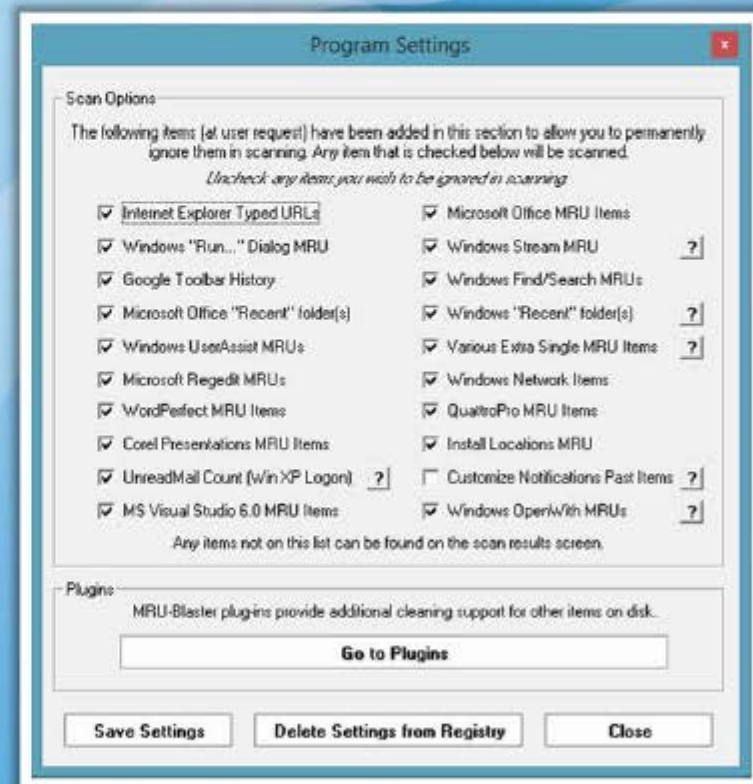 Program Settings
x
Scan Options
The following items (at user request) have been added in this section to allow you to permanently
ignore them in scanning. Any item that is checked below will be scanned.
Uncheck any items you wish to be ignored in scanning
Internet Explorer Typed URLs
Windows "Run..." Dialog MRU
Google Toolbar History
Microsoft Office "Recent" folder(s)
Windows UserAssist MRUs
Microsoft Regedit MRUs
WordPerfect MRU Items
Corel Presentations MRU Items
UnreadMail Count (Win XP Logon) ?
MS Visual Studio 6.0 MRU Items
Microsoft Office MRU Items
Windows Stream MRU ?
Windows Find/Search MRUs
Windows "Recent" folder(s) ?
Various Extra Single MRU Items ?
Windows Network Items
QuattroPro MRU Items
Install Locations MRU
Customize Notifications Past Items ?
Windows OpenWith MRUs ?
Any items not on this list can be found on the scan results screen.
Plugins
MRU-Blaster plug-ins provide additional cleaning support for other items on disk.
Go to Plugins
Save Settings
Delete Settings from Registry
Close